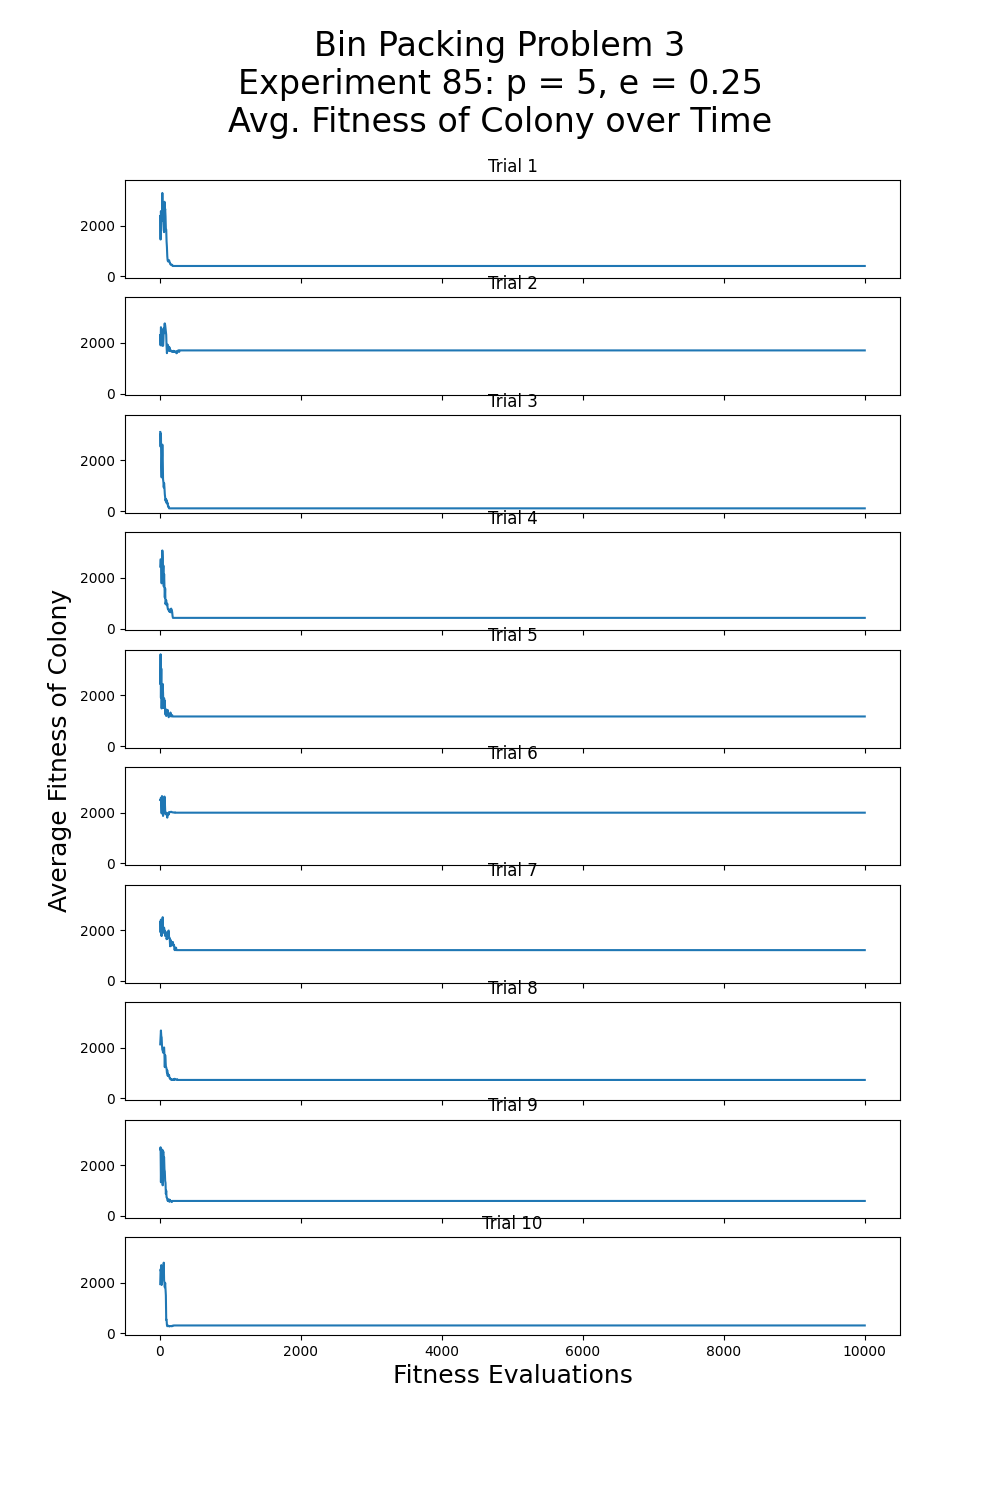 Bin Packing Problem 3
Experiment 85: p = 5, e = 0.25
Avg. Fitness of Colony over Time
Trial 1
2000
0
Trial 2
2000
0
Trial 3
2000
0
Trial 4
2000
0
Trial 5
2000
0
Trial 6
2000
0
Trial 7
2000
0
Trial 8
2000
0
Trial 9
2000
0
Trial 10
2000
0
0 2000 4000 6000 8000 10000
Fitness Evaluations
Average Fitness of Colony